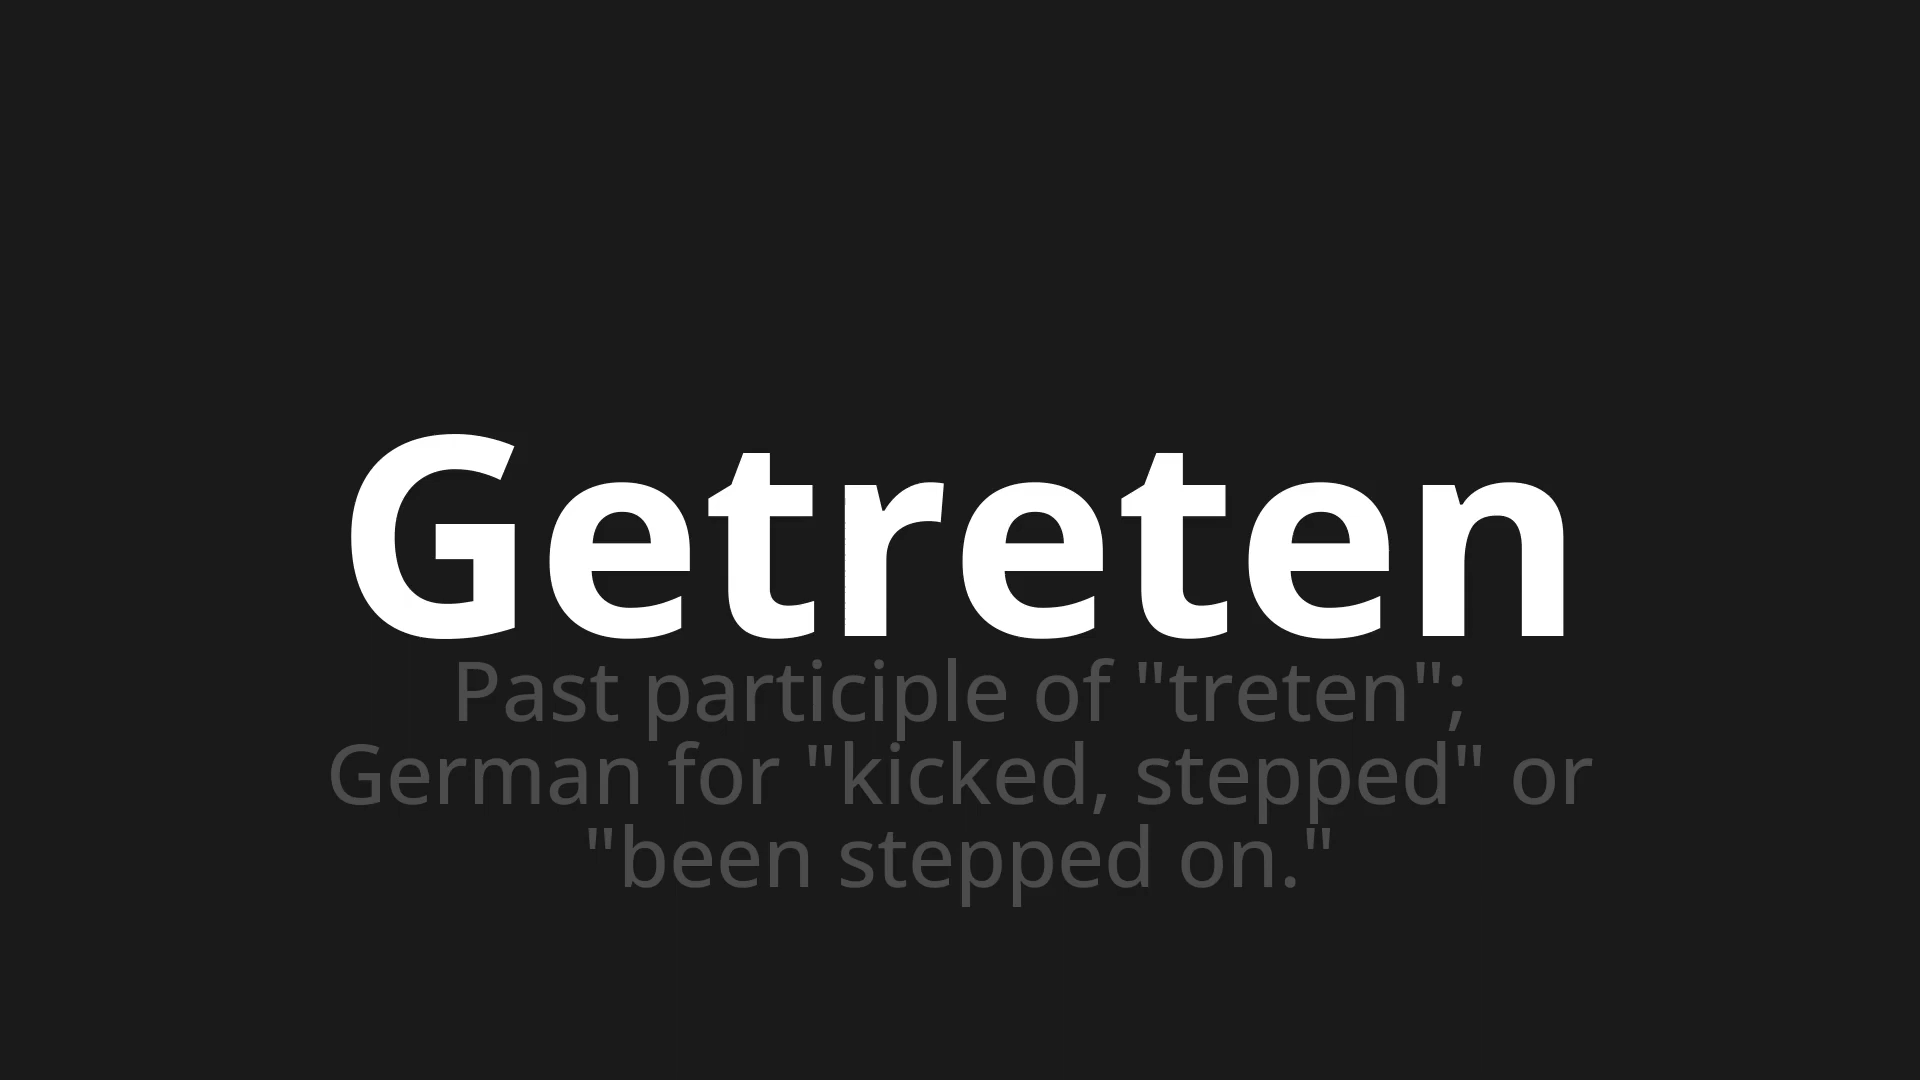 Getreten
Past participle of "treten";
German for "kicked, stepped" or
"been stepped on."